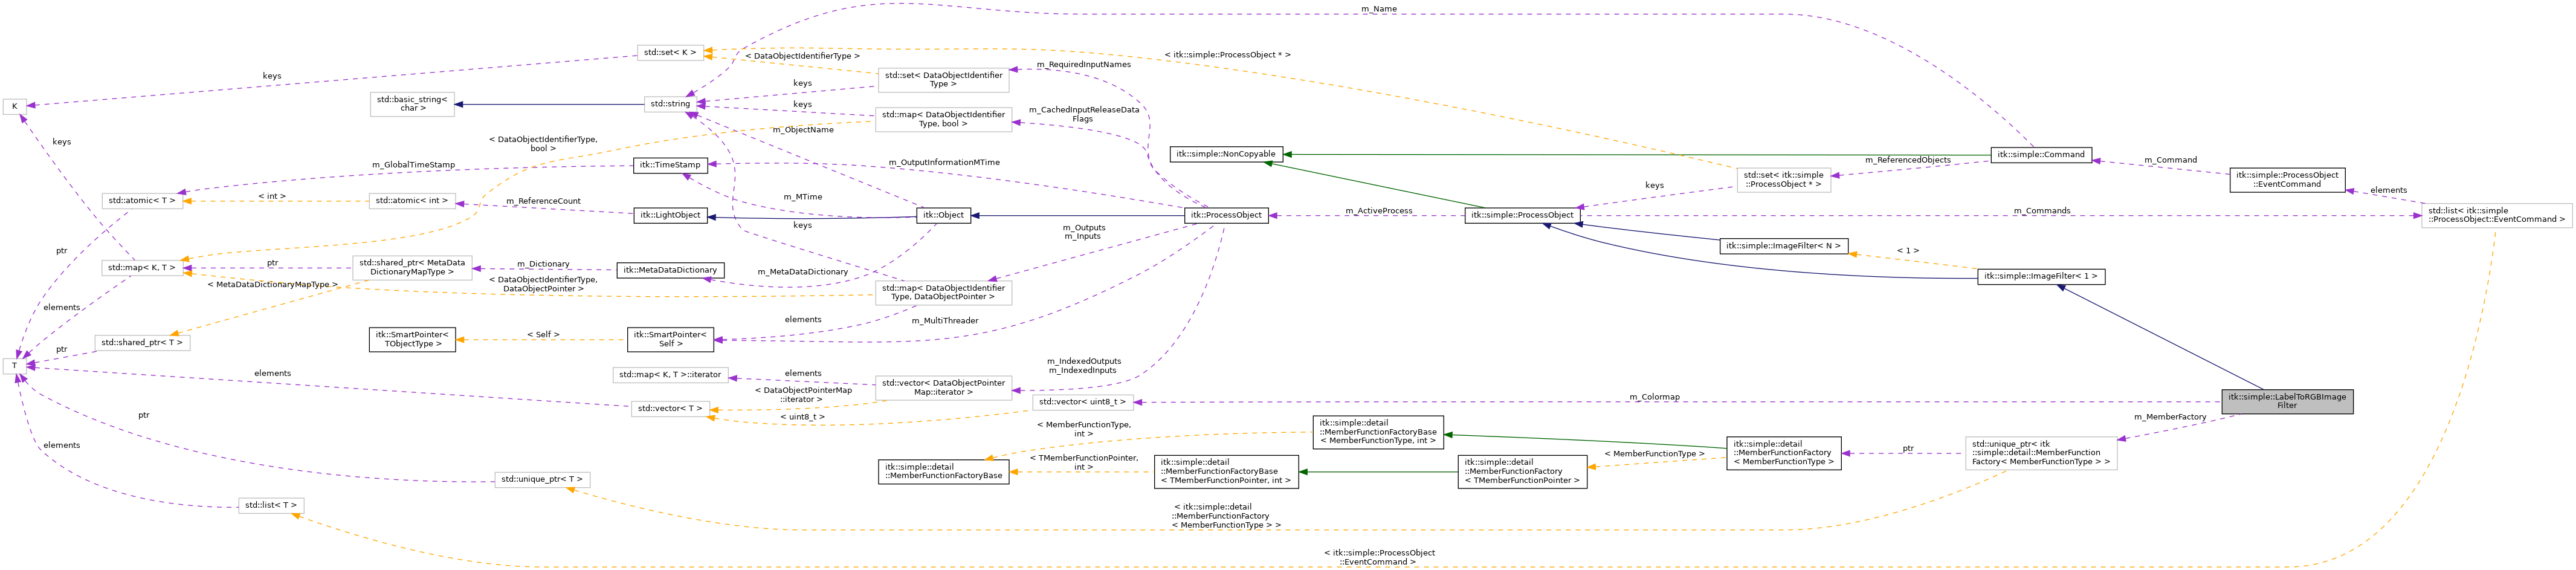 m_Name
std::set< K >
< itk::simple::ProcessObject * >
< DataObjectIdentifierType >
m_RequiredInputNames
keys
std::set< DataObjectIdentifier
Type >
keys
K
std::basic_string<
char >
std::string
keys
m_CachedInputReleaseData
Flags
std::map< DataObjectIdentifier
Type, bool >
m_ObjectName
keys
< DataObjectIdentifierType,
bool >
itk::simple::NonCopyable
itk::simple::Command
m_ReferencedObjects
m_Command
m_GlobalTimeStamp
itk::TimeStamp
m_OutputInformationMTime
std::set< itk::simple
::ProcessObject * >
itk::simple::ProcessObject
::EventCommand
keys
elements
std::atomic< T >
< int >
std::atomic< int >
m_ReferenceCount
m_MTime
itk::LightObject
itk::Object
itk::ProcessObject
m_ActiveProcess
itk::simple::ProcessObject
m_Commands
std::list< itk::simple
::ProcessObject::EventCommand >
keys
m_Outputs
m_Inputs
itk::simple::ImageFilter< N >
< 1 >
ptr
std::map< K, T >
ptr
std::shared_ptr< MetaData
DictionaryMapType >
m_Dictionary
itk::MetaDataDictionary
m_MetaDataDictionary
itk::simple::ImageFilter< 1 >
< MetaDataDictionaryMapType >
< DataObjectIdentifierType,
DataObjectPointer >
std::map< DataObjectIdentifier
Type, DataObjectPointer >
elements
elements
m_MultiThreader
std::shared_ptr< T >
itk::SmartPointer<
TObjectType >
< Self >
itk::SmartPointer<
Self >
ptr
T
elements
std::map< K, T >::iterator
elements
m_IndexedOutputs
m_IndexedInputs
std::vector< DataObjectPointer
Map::iterator >
< DataObjectPointerMap
::iterator >
std::vector< T >
std::vector< uint8_t >
m_Colormap
itk::simple::LabelToRGBImage
Filter
ptr
< uint8_t >
m_MemberFactory
< MemberFunctionType,
int >
itk::simple::detail
::MemberFunctionFactoryBase
< MemberFunctionType, int >
elements
itk::simple::detail
::MemberFunctionFactoryBase
< TMemberFunctionPointer,
int >
itk::simple::detail
::MemberFunctionFactoryBase
< TMemberFunctionPointer, int >
itk::simple::detail
::MemberFunctionFactory
< TMemberFunctionPointer >
< MemberFunctionType >
itk::simple::detail
::MemberFunctionFactory
< MemberFunctionType >
ptr
std::unique_ptr< itk
::simple::detail::MemberFunction
Factory< MemberFunctionType > >
std::unique_ptr< T >
std::list< T >
< itk::simple::detail
::MemberFunctionFactory
< MemberFunctionType > >
< itk::simple::ProcessObject
::EventCommand >